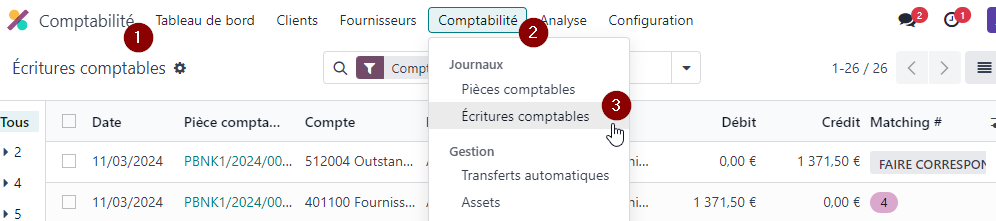 Comptabilité Tableau de bord Clients Fournisseurs Comptabilité Analyse Configuration 2 1
1 2
Écritures comptables Compt 1-26 / 26
Journaux
Pièces comptables
Écritures comptables 3
Tous Date Pièce compta... Compte Débit Crédit Matching #
Gestion
2 11/03/2024 PBNK1/2024/00... 512004 Outstan... 0,00 € 1 371,50 € FAIRE CORRESPON
Transferts automatiques
4
11/03/2024 PBNK1/2024/00... 401100 Fourniss... Assets 1 371,50 € 0,00 € 4
5